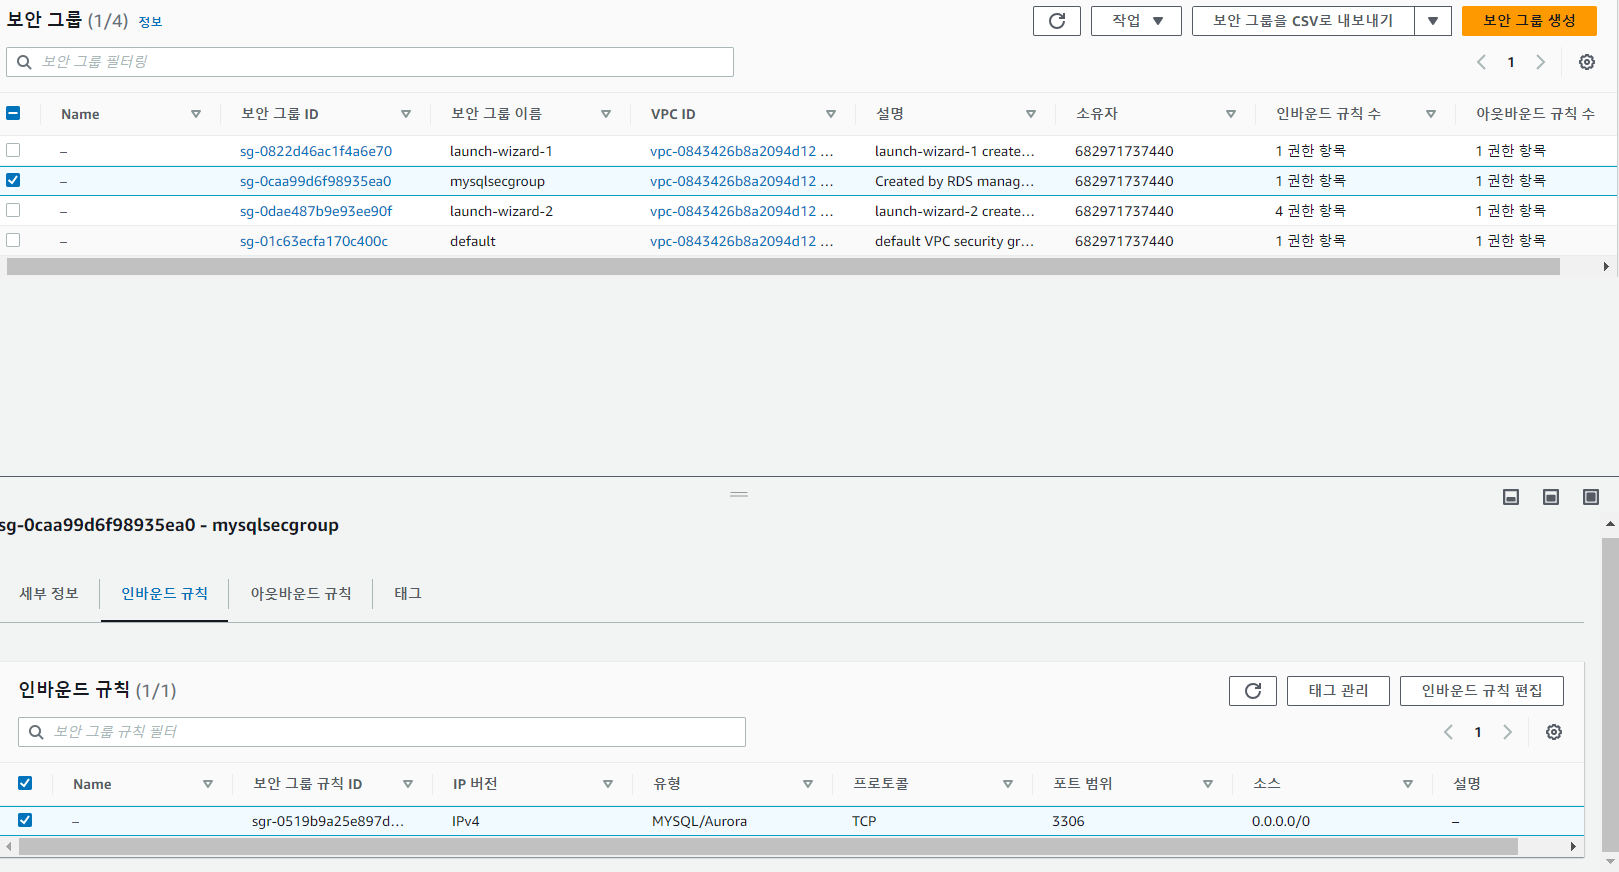 보안 그룹 (1/4) 정보
작업
보안 그룹을 CSV로 내보내기
보안 그룹 생성
보안 그룹 필터링
1
Name 보안 그룹 ID 보안 그룹 이름 VPC ID 설명 소유자 인바운드 규칙 수 아웃바운드 규칙 수
– sg-0822d46ac1f4a6e70 launch-wizard-1 vpc-0843426b8a2094d12 ... launch-wizard-1 create... 682971737440 1 권한 항목 1 권한 항목
– sg-0caa99d6f98935ea0 mysqlsecgroup vpc-0843426b8a2094d12 ... Created by RDS manag... 682971737440 1 권한 항목 1 권한 항목
– sg-0dae487b9e93ee90f launch-wizard-2 vpc-0843426b8a2094d12 ... launch-wizard-2 create... 682971737440 4 권한 항목 1 권한 항목
– sg-01c63ecfa170c400c default vpc-0843426b8a2094d12 ... default VPC security gr... 682971737440 1 권한 항목 1 권한 항목
sg-0caa99d6f98935ea0 - mysqlsecgroup
세부 정보 인바운드 규칙 아웃바운드 규칙 태그
인바운드 규칙 (1/1)
태그 관리
인바운드 규칙 편집
보안 그룹 규칙 필터
1
Name 보안 그룹 규칙 ID IP 버전 유형 프로토콜 포트 범위 소스 설명
– sgr-0519b9a25e897d... IPv4 MYSQL/Aurora TCP 3306 0.0.0.0/0 –